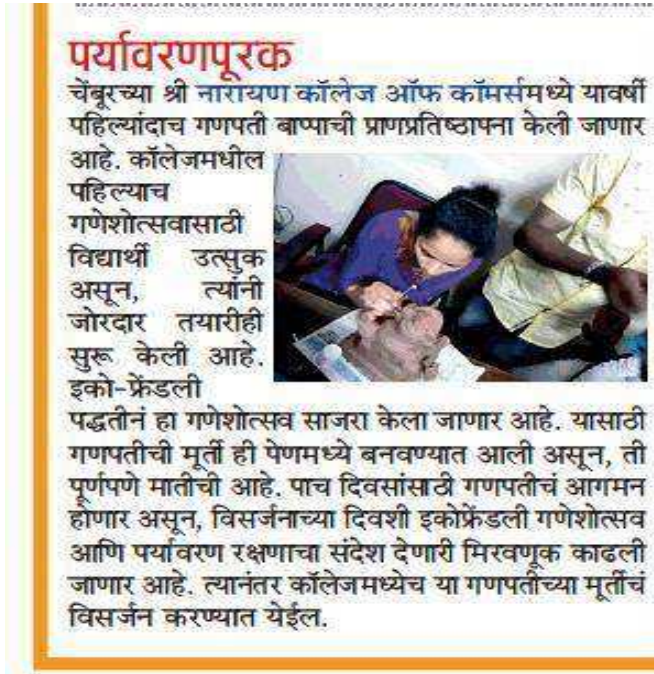 पर्यावरणपूरक
चेंबूरच्या श्री नारायण कॉलेज ऑफ कॉमर्समध्ये यावर्षी
पहिल्यांदाच गणपती बाप्पाची प्राणप्रतिष्ठापना केली जाणार
आहे. कॉलेजमधील
पहिल्याच
गणेशोत्सवासाठी
विद्यार्थी उत्सुक
असून, त्यांनी
जोरदार तयारीही
सुरू केली आहे.
इको-फ्रेंडली
पद्धतीनं हा गणेशोत्सव साजरा केला जाणार आहे. यासाठी
गणपतीची मूर्ती ही पेणमध्ये बनवण्यात आली असून, ती
पूर्णपणे मातीची आहे. पाच दिवसांसाठी गणपतीचं आगमन
होणार असून, विसर्जनाच्या दिवशी इकोफ्रेंडली गणेशोत्सव
आणि पर्यावरण रक्षणाचा संदेश देणारी मिरवणूक काढली
जाणार आहे. त्यानंतर कॉलेजमध्येच या गणपतीच्या मूर्तीचं
विसर्जन करण्यात येईल.